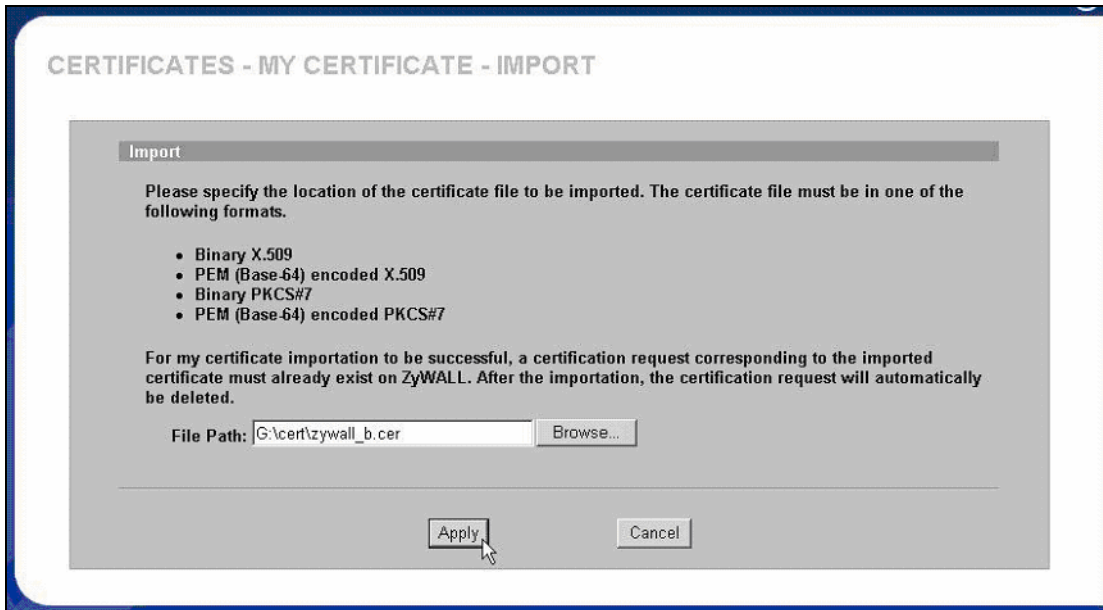 CERTIFICATES - MY CERTIFICATE - IMPORT
Import
Please specify the location of the certificate file to be imported. The certificate file must be in one of the
following formats.
• Binary X.509
• PEM (Base-64) encoded X.509
• Binary PKCS#7
• PEM (Base-64) encoded PKCS#7
For my certificate importation to be successful, a certification request corresponding to the imported
certificate must already exist on ZyWALL. After the importation, the certification request will automatically
be deleted.
File Path: G:\cert\zywall_b.cer Browse...
Apply Cancel